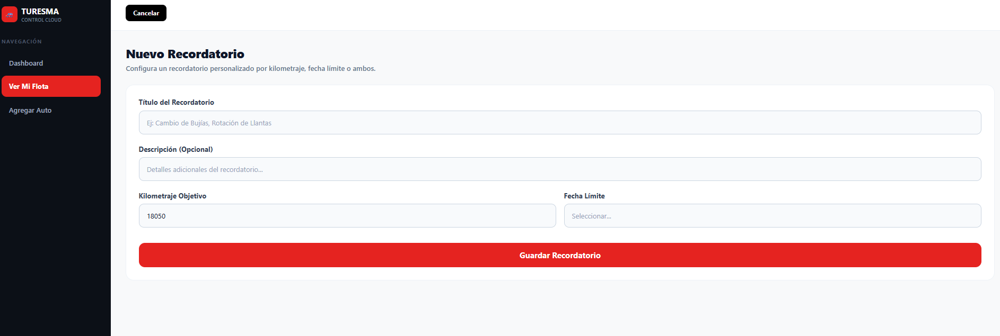 TURESMA
CONTROL CLOUD
NAVEGACIÓN
Dashboard
Ver Mi Flota
Agregar Auto
Cancelar
Nuevo Recordatorio
Configura un recordatorio personalizado por kilometraje, fecha límite o ambos.
Título del Recordatorio
Ej: Cambio de Bujías, Rotación de Llantas
Descripción (Opcional)
Detalles adicionales del recordatorio...
Kilometraje Objetivo
18050
Fecha Límite
Seleccionar...
Guardar Recordatorio